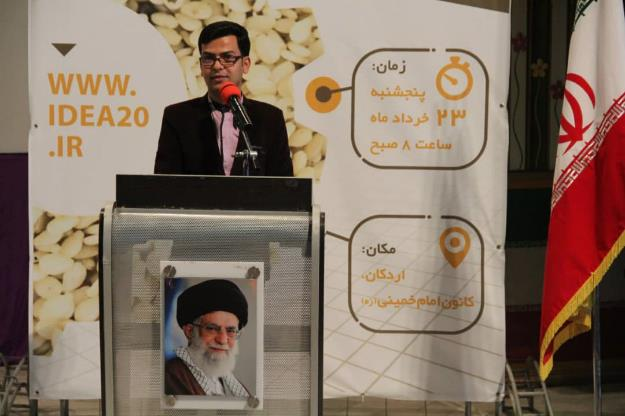 WWW.
IDEA20
.IR
زمان:
پنجشنبه
۲۳ خرداد ماه
ساعت ۸ صبح
مکان:
اردکان،
کانون امام خمینی(ره)